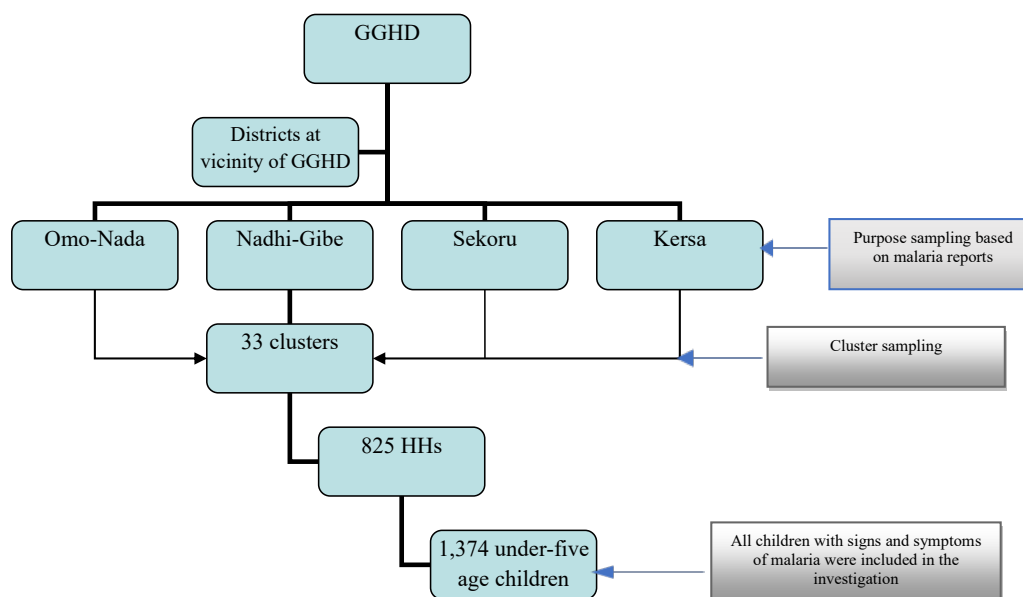 GGHD
Districts at
vicinity of GGHD
Omo-Nada
Nadhi-Gibe
Sekoru
Kersa
Purpose sampling based
on malaria reports
33 clusters
Cluster sampling
825 HHs
1,374 under-five
age children
All children with signs and symptoms
of malaria were included in the
investigation